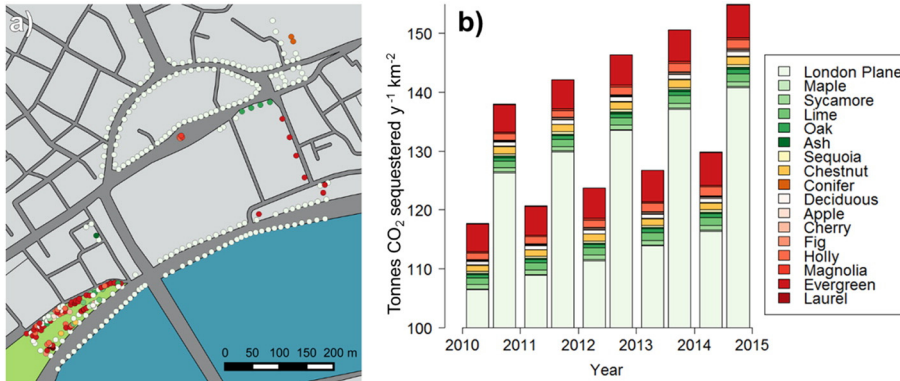 a)
0 50 100 150 200 m
b)
Tonnes CO₂ sequestered y⁻¹ km⁻²
150
140
130
120
110
100
2010 2011 2012 2013 2014 2015
Year
London Plane
Maple
Sycamore
Lime
Oak
Ash
Sequoia
Chestnut
Conifer
Deciduous
Apple
Cherry
Fig
Holly
Magnolia
Evergreen
Laurel